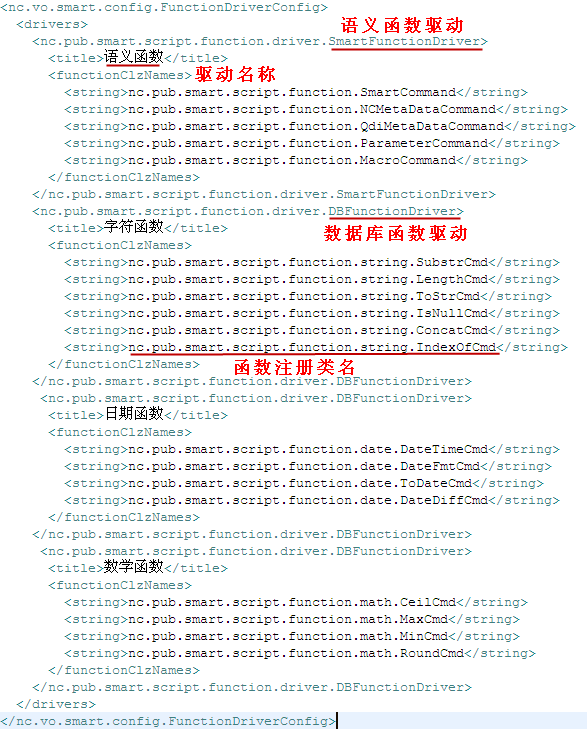 <nc.vo.smart.config.FunctionDriverConfig>
<drivers>
语义函数驱动
<nc.pub.smart.script.function.driver.SmartFunctionDriver>
<title>语义函数</title>
<functionClzNames> 驱动名称
<string>nc.pub.smart.script.function.SmartCommand</string>
<string>nc.pub.smart.script.function.NCMetaDataCommand</string>
<string>nc.pub.smart.script.function.QdiMetaDataCommand</string>
<string>nc.pub.smart.script.function.ParameterCommand</string>
<string>nc.pub.smart.script.function.MacroCommand</string>
</functionClzNames>
</nc.pub.smart.script.function.driver.SmartFunctionDriver>
<nc.pub.smart.script.function.driver.DBFunctionDriver>
<title>字符函数</title>
数据库函数驱动
<functionClzNames>
<string>nc.pub.smart.script.function.string.SubstrCmd</string>
<string>nc.pub.smart.script.function.string.LengthCmd</string>
<string>nc.pub.smart.script.function.string.ToStrCmd</string>
<string>nc.pub.smart.script.function.string.IsNullCmd</string>
<string>nc.pub.smart.script.function.string.ConcatCmd</string>
<string>nc.pub.smart.script.function.string.IndexOfCmd</string>
</functionClzNames>
函数注册类名
</nc.pub.smart.script.function.driver.DBFunctionDriver>
<nc.pub.smart.script.function.driver.DBFunctionDriver>
<title>日期函数</title>
<functionClzNames>
<string>nc.pub.smart.script.function.date.DateTimeCmd</string>
<string>nc.pub.smart.script.function.date.DateFmtCmd</string>
<string>nc.pub.smart.script.function.date.ToDateCmd</string>
<string>nc.pub.smart.script.function.date.DateDiffCmd</string>
</functionClzNames>
</nc.pub.smart.script.function.driver.DBFunctionDriver>
<nc.pub.smart.script.function.driver.DBFunctionDriver>
<title>数学函数</title>
<functionClzNames>
<string>nc.pub.smart.script.function.math.CeilCmd</string>
<string>nc.pub.smart.script.function.math.MaxCmd</string>
<string>nc.pub.smart.script.function.math.MinCmd</string>
<string>nc.pub.smart.script.function.math.RoundCmd</string>
</functionClzNames>
</nc.pub.smart.script.function.driver.DBFunctionDriver>
</drivers>
</nc.vo.smart.config.FunctionDriverConfig>